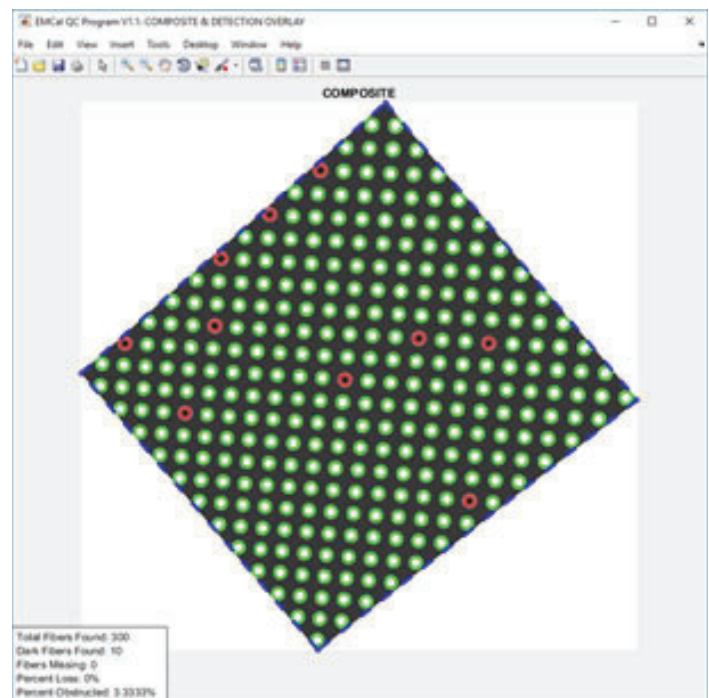 EMCal QC Program V1.1: COMPOSITE & DETECTION OVERLAY
File Edit View Insert Tools Desktop Window Help
COMPOSITE
Total Fibers Found: 300
Dark Fibers Found: 10
Fibers Missing: 0
Percent Loss: 0%
Percent Obstructed: 3.3333%